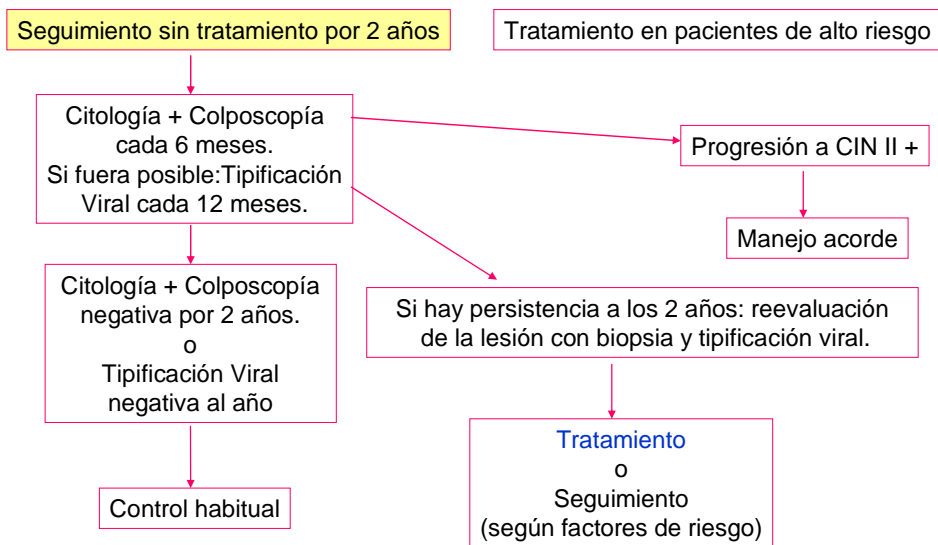 Seguimiento sin tratamiento por 2 años
Tratamiento en pacientes de alto riesgo
Citología + Colposcopía
cada 6 meses.
Si fuera posible:Tipificación
Viral cada 12 meses.
Progresión a CIN II +
Manejo acorde
Citología + Colposcopía
negativa por 2 años.
o
Tipificación Viral
negativa al año
Si hay persistencia a los 2 años: reevaluación
de la lesión con biopsia y tipificación viral.
Tratamiento
o
Seguimiento
(según factores de riesgo)
Control habitual